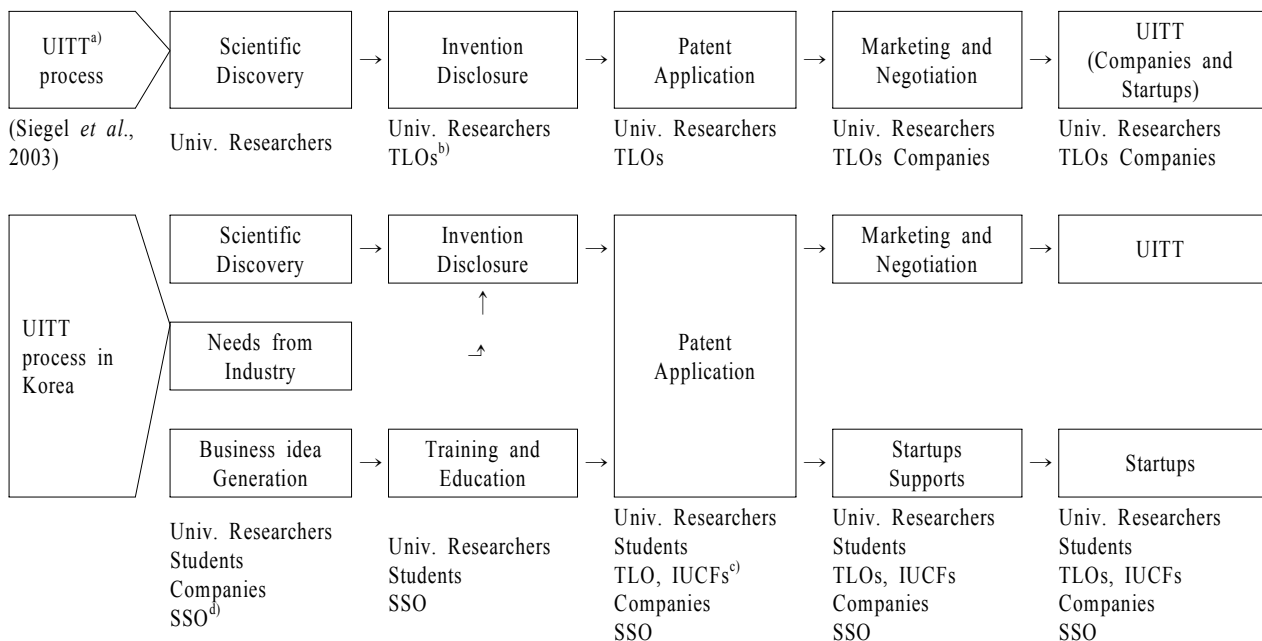 UITTa)
process
Scientific
Discovery
→
Invention
Disclosure
→
Patent
Application
→
Marketing and
Negotiation
→
UITT
(Companies and
Startups)
(Siegel et al.,
2003)
Univ. Researchers
Univ. Researchers
TLOsb)
Univ. Researchers
TLOs
Univ. Researchers
TLOs Companies
Univ. Researchers
TLOs Companies
UITT
process in
Korea
Scientific
Discovery
→
Invention
Disclosure
→
Patent
Application
→
Marketing and
Negotiation
→
UITT
Needs from
Industry
Business idea
Generation
→
Training and
Education
→
→
Startups
Supports
→
Startups
Univ. Researchers
Students
Companies
SSOd)
Univ. Researchers
Students
SSO
Univ. Researchers
Students
TLO, IUCFsc)
Companies
SSO
Univ. Researchers
Students
TLOs, IUCFs
Companies
SSO
Univ. Researchers
Students
TLOs, IUCFs
Companies
SSO